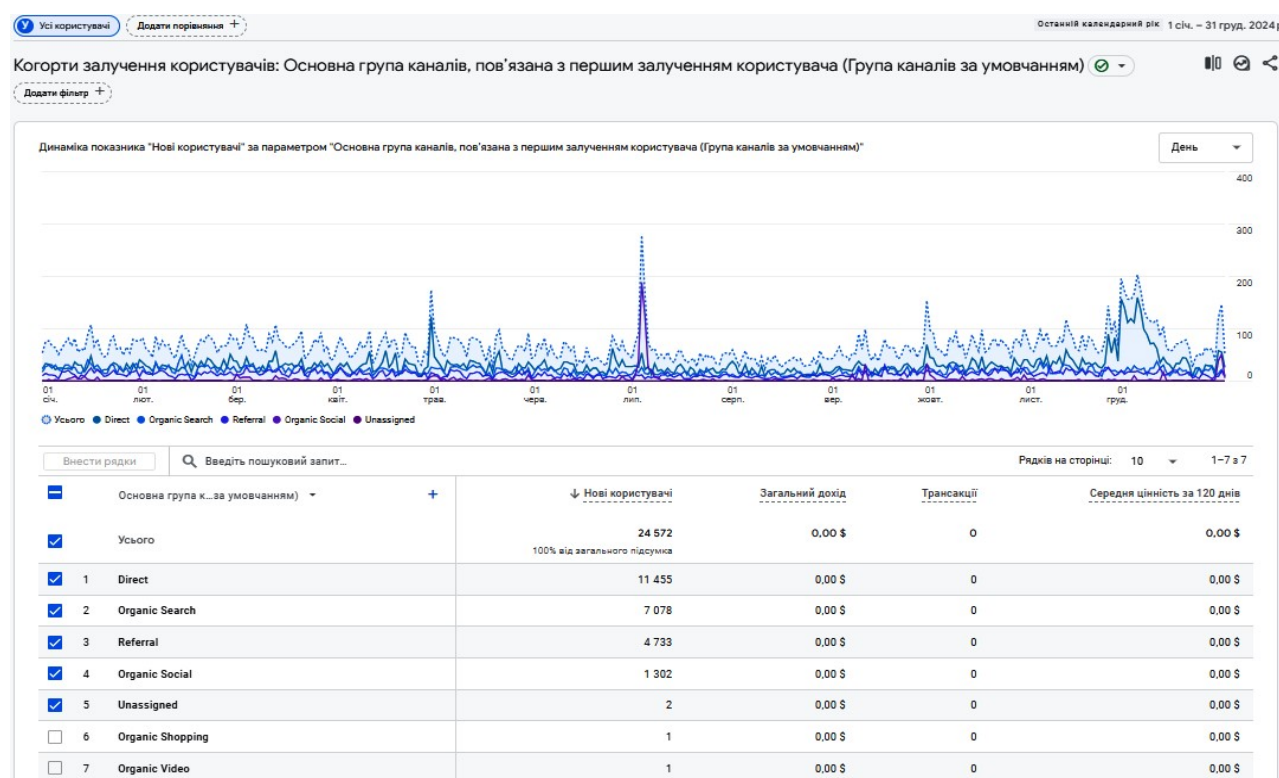 У Усі користувачі Додати порівняння + Останній календарний рік 1 січ. – 31 груд. 2024
Когорти залучення користувачів: Основна група каналів, пов’язана з першим залученням користувача (Група каналів за умовчанням)
Додати фільтр +
Динаміка показника "Нові користувачі" за параметром "Основна група каналів, пов’язана з першим залученням користувача (Група каналів за умовчанням)"
День
400
300
200
100
0
01 січ.
01 лют.
01 бер.
01 квіт.
01 трав.
01 черв.
01 лип.
01 серп.
01 вер.
01 жовт.
01 лист.
01 груд.
Усього Direct Organic Search Referral Organic Social Unassigned
Внести рядки Введіть пошуковий запит... Рядків на сторінці: 10 1–7 з 7
Основна група к...за умовчанням) + ↓ Нові користувачі Загальний дохід Трансакції Середня цінність за 120 днів
Усього 24 572 0,00 $ 0 0,00 $
100% від загального підсумка
1 Direct 11 455 0,00 $ 0 0,00 $
2 Organic Search 7 078 0,00 $ 0 0,00 $
3 Referral 4 733 0,00 $ 0 0,00 $
4 Organic Social 1 302 0,00 $ 0 0,00 $
5 Unassigned 2 0,00 $ 0 0,00 $
6 Organic Shopping 1 0,00 $ 0 0,00 $
7 Organic Video 1 0,00 $ 0 0,00 $